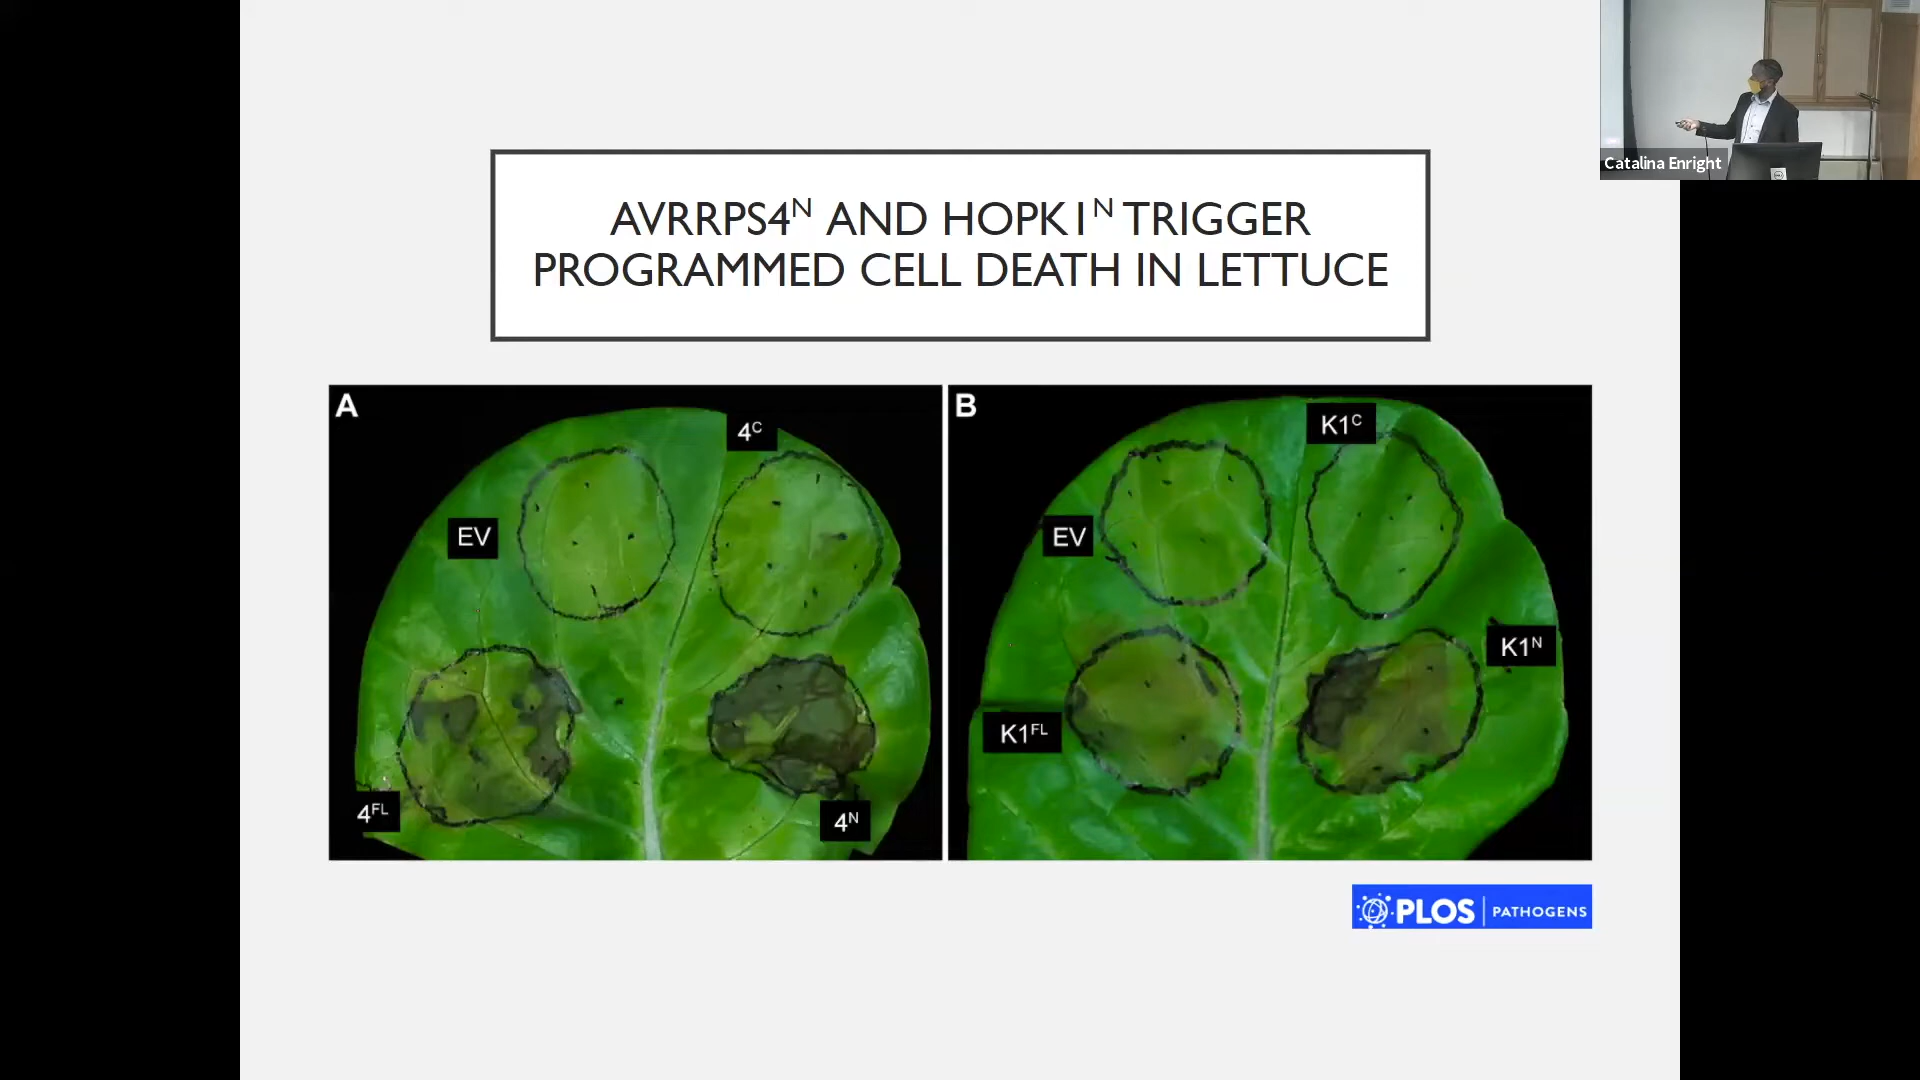 Catalina Enright
AVRRPS4ᴺ AND HOPK1ᴺ TRIGGER
PROGRAMMED CELL DEATH IN LETTUCE
A
4ᶜ
EV
4FL
4ᴺ
B
K1ᶜ
EV
K1ᴺ
K1FL
PLOS | PATHOGENS